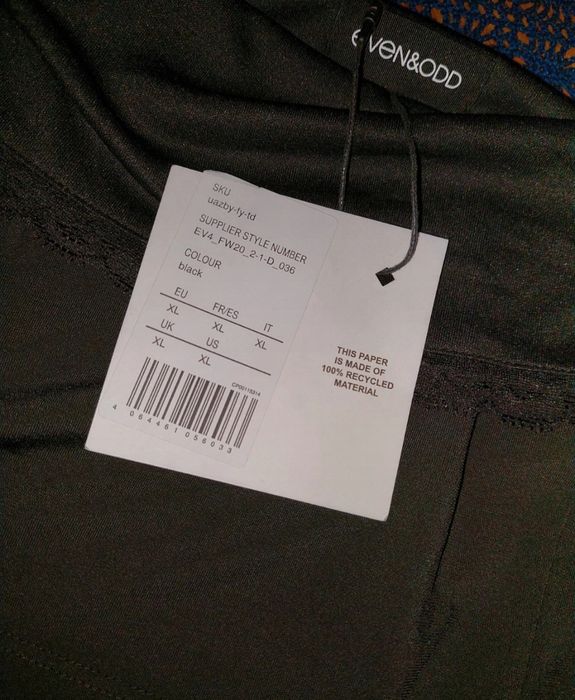 even&odd
SKU
uazby-fy-td
SUPPLIER STYLE NUMBER
EV4_FW20_2-1-D_036
COLOUR
black
EU FR/ES IT
XL XL XL
UK US
XL XL
CP00118314
4 064461 056033
THIS PAPER
IS MADE OF
100% RECYCLED
MATERIAL